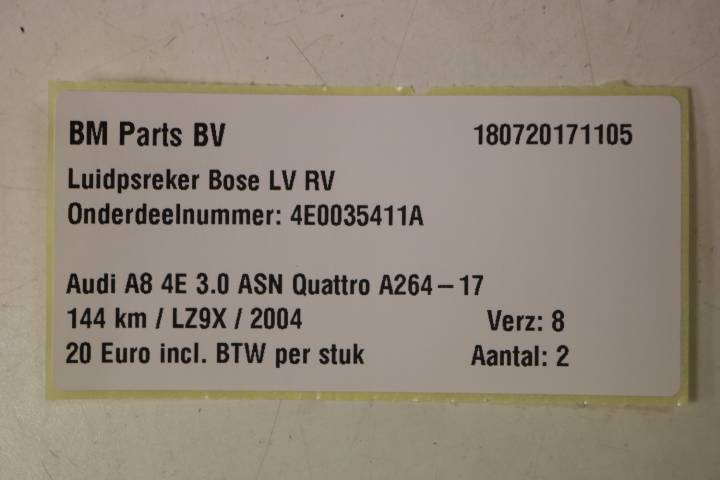 BM Parts BV 180720171105
Luidpsreker Bose LV RV
Onderdeelnummer: 4E0035411A
Audi A8 4E 3.0 ASN Quattro A264-17
144 km / LZ9X / 2004 Verz: 8
20 Euro incl. BTW per stuk Aantal: 2